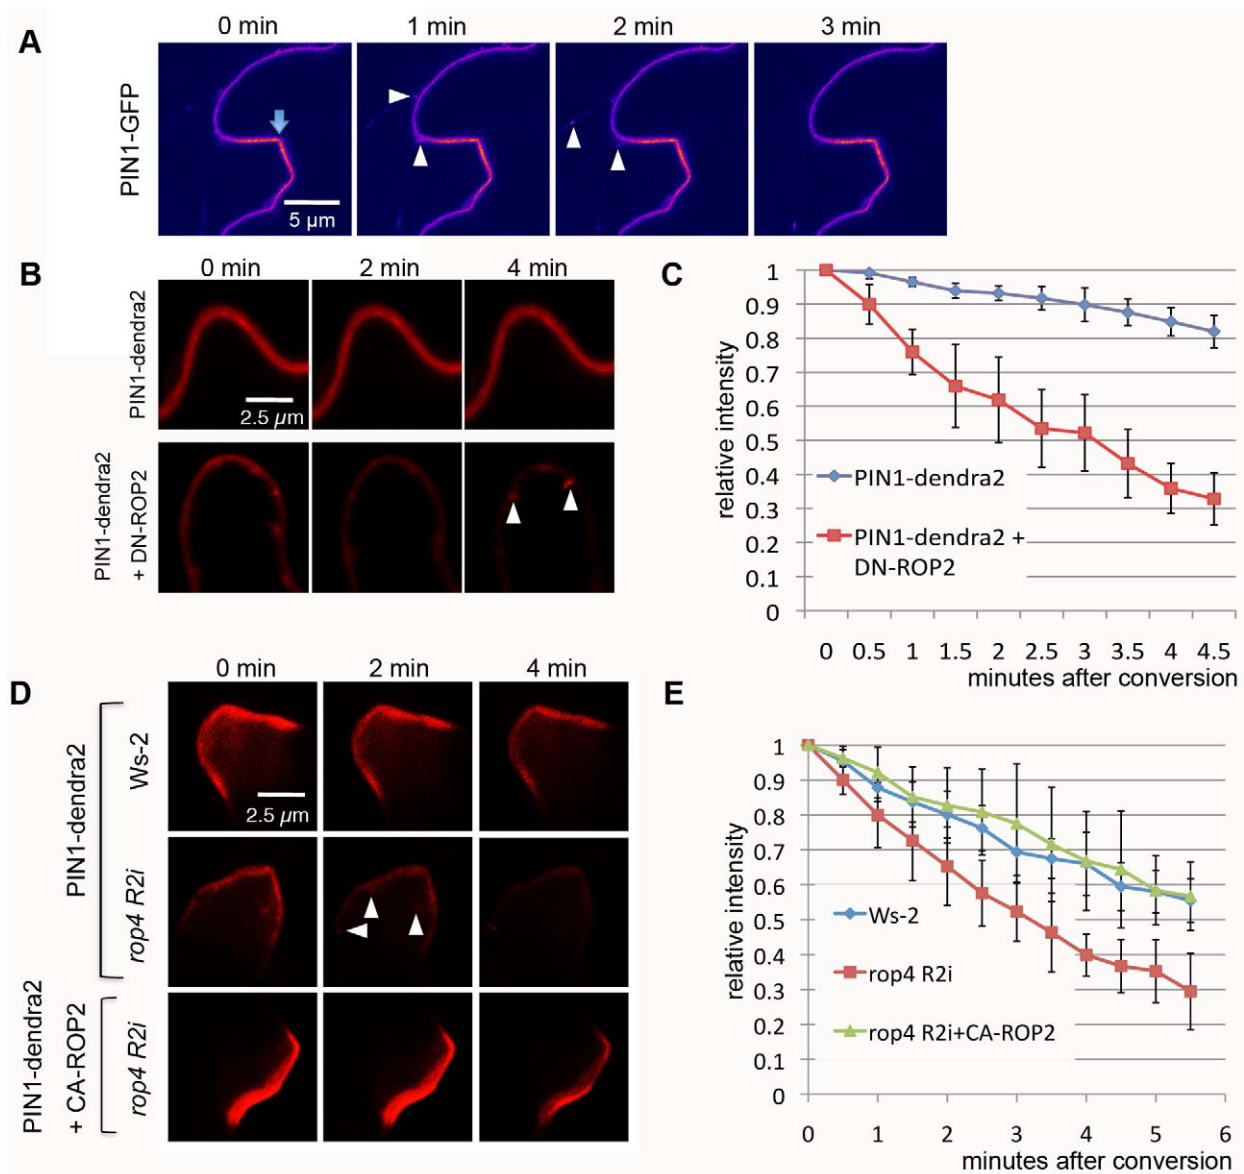 A
0 min 1 min 2 min 3 min
PIN1-GFP
5 µm
B
0 min 2 min 4 min
PIN1-dendra2
2.5 µm
PIN1-dendra2
+ DN-ROP2
C
1
0.9
0.8
0.7
0.6
0.5
0.4
0.3
0.2
0.1
0
relative intensity
PIN1-dendra2
PIN1-dendra2 +
DN-ROP2
0 0.5 1 1.5 2 2.5 3 3.5 4 4.5
minutes after conversion
D
0 min 2 min 4 min
PIN1-dendra2
Ws-2
2.5 µm
rop4 R2i
PIN1-dendra2
+ CA-ROP2
rop4 R2i
E
1
0.9
0.8
0.7
0.6
0.5
0.4
0.3
0.2
0.1
0
relative intensity
Ws-2
rop4 R2i
rop4 R2i+CA-ROP2
0 1 2 3 4 5 6
minutes after conversion